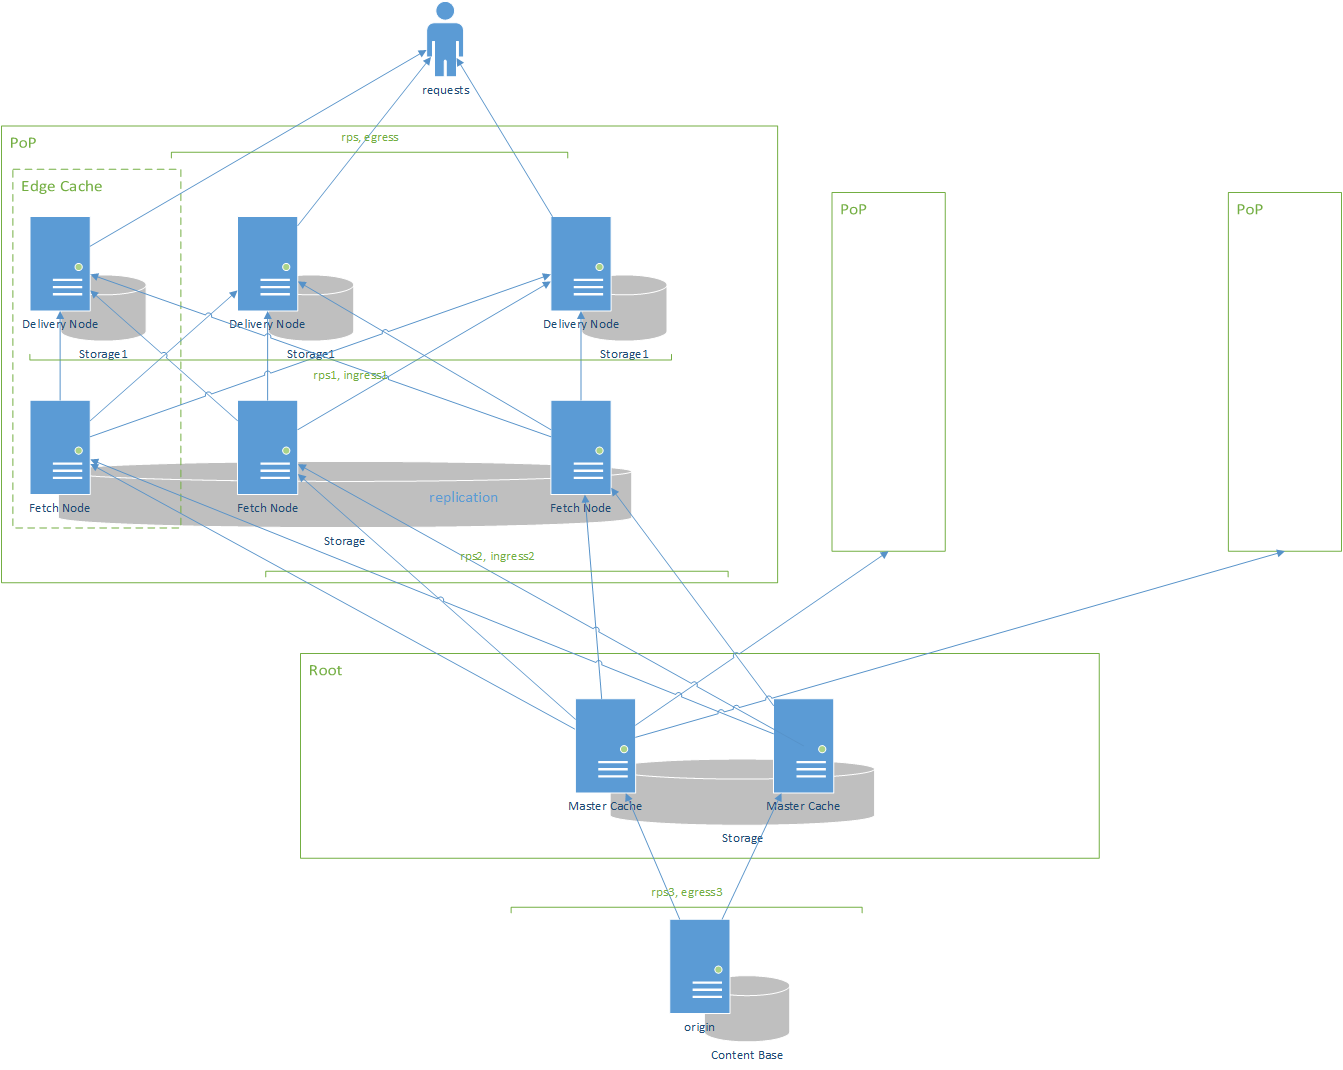 requests
PoP
rps, egress
Edge Cache
PoP
PoP
Delivery Node
Delivery Node
Delivery Node
Storage1
Storage1
Storage1
rps1, ingress1
replication
Fetch Node
Fetch Node
Fetch Node
Storage
rps2, ingress2
Root
Master Cache
Master Cache
Storage
rps3, egress3
origin
Content Base